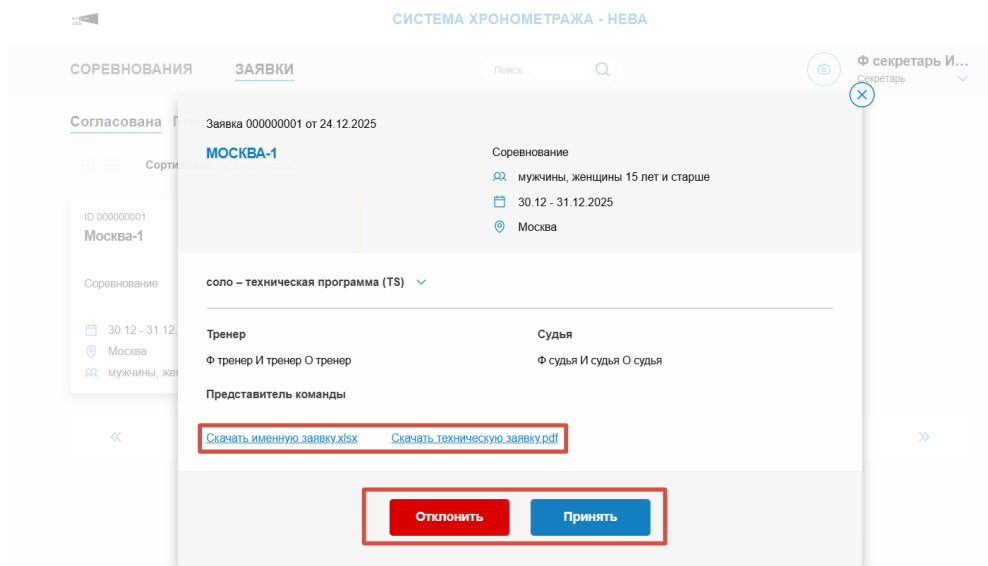 СИСТЕМА ХРОНОМЕТРАЖА - НЕВА
СОРЕВНОВАНИЯ ЗАЯВКИ Поиск... Ф секретарь И...
Секретарь
Согласована
Заявка 000000001 от 24.12.2025
МОСКВА-1
Соревнование
мужчины, женщины 15 лет и старше
30.12 - 31.12.2025
Москва
Сорти
ID 000000001
Москва-1
Соревнование
30.12 - 31.12.
Москва
мужчины, же
соло – техническая программа (TS)
Тренер Судья
Ф тренер И тренер О тренер Ф судья И судья О судья
Представитель команды
Скачать именную заявку.xlsx Скачать техническую заявку.pdf
Отклонить Принять